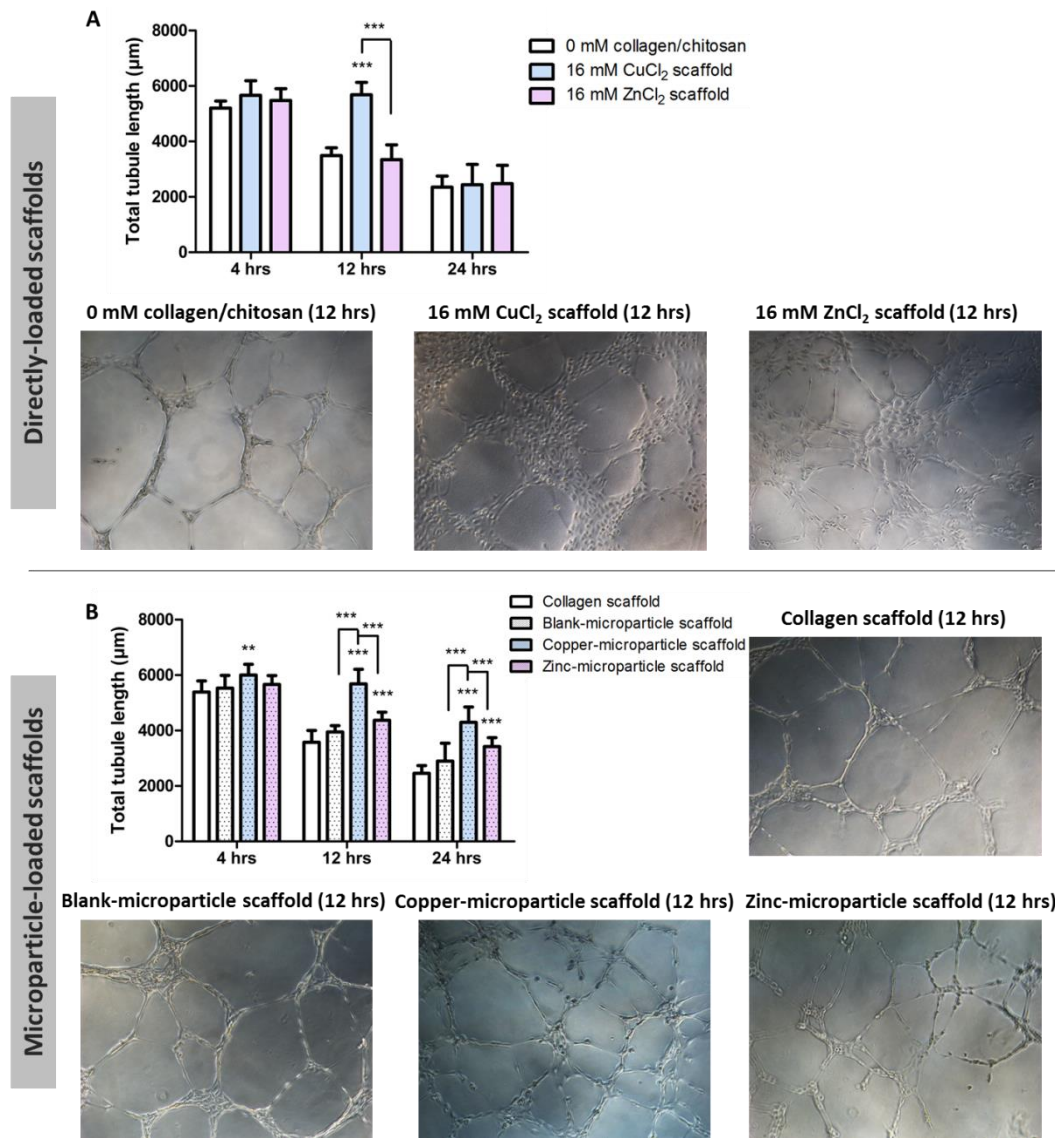 A
Directly-loaded scaffolds
Total tubule length (µm)
8000
6000
4000
2000
0
***
***
0 mM collagen/chitosan
16 mM CuCl₂ scaffold
16 mM ZnCl₂ scaffold
4 hrs
12 hrs
24 hrs
0 mM collagen/chitosan (12 hrs)
16 mM CuCl₂ scaffold (12 hrs)
16 mM ZnCl₂ scaffold (12 hrs)
B
Microparticle-loaded scaffolds
Total tubule length (µm)
8000
6000
4000
2000
0
**
***
***
***
***
***
***
***
***
Collagen scaffold
Blank-microparticle scaffold
Copper-microparticle scaffold
Zinc-microparticle scaffold
4 hrs
12 hrs
24 hrs
Collagen scaffold (12 hrs)
Blank-microparticle scaffold (12 hrs)
Copper-microparticle scaffold (12 hrs)
Zinc-microparticle scaffold (12 hrs)